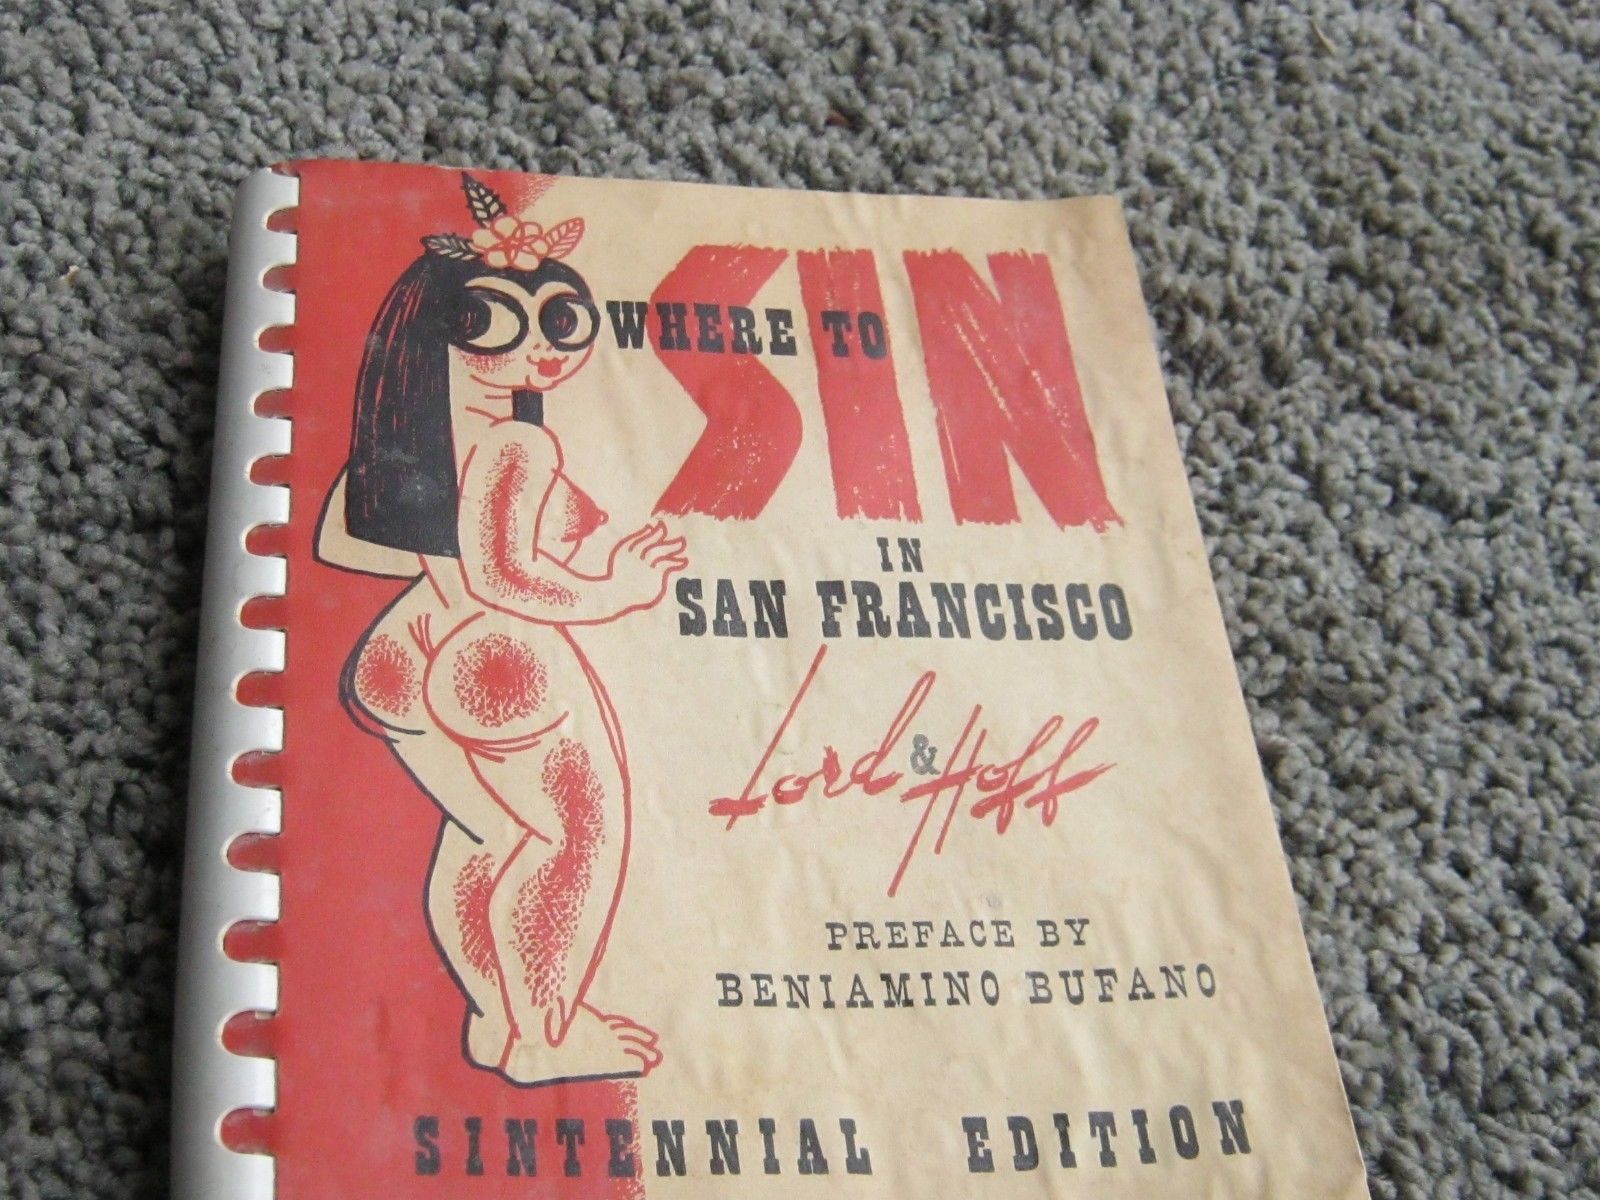 WHERE TO SIN
IN
SAN FRANCISCO
Lord & Hoff
PREFACE BY
BENIAMINO BUFANO
SINTENNIAL EDITION